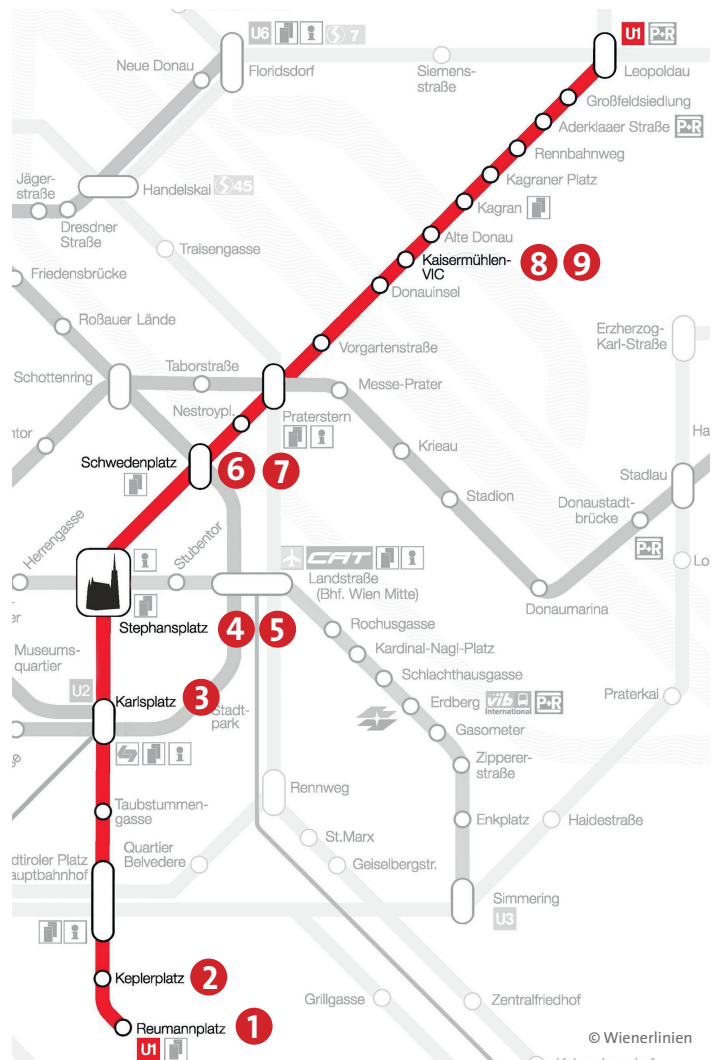 U6
S 7
U1
P+R
Neue Donau
Floridsdorf
Siemens-
straße
Leopoldau
Großfeldsiedlung
Aderklaaer Straße P+R
Rennbahnweg
Jäger-
straße
Handelskai
S 45
Kagraner Platz
Kagran
Dresdner
Straße
Traisengasse
Alte Donau
Kaisermühlen-
VIC
8 9
Friedensbrücke
Donauinsel
Roßauer Lände
Erzherzog-
Karl-Straße
Vorgartenstraße
Schottenring
Taborstraße
Messe-Prater
Nestroypl.
Praterstern
Krieau
Schwedenplatz
6 7
Stadlau
Stadion
Donaustadt-
brücke
P+R
Herrengasse
Stubentor
CAT
Landstraße
(Bhf. Wien Mitte)
Donaumarina
Stephansplatz
4 5
Rochusgasse
Kardinal-Nagl-Platz
Museums-
quartier
Schlachthausgasse
U2
Karlsplatz
3
Stadt-
park
Erdberg
vib
International
P+R
Praterkai
Gasometer
Zipperer-
straße
Rennweg
Taubstummen-
gasse
Enkplatz
Haidestraße
St.Marx
Quartier
Belvedere
Geiselbergstr.
Simmering
U3
Keplerplatz
2
Grillgasse
Zentralfriedhof
Reumannplatz
1
U1
© Wienerlinien